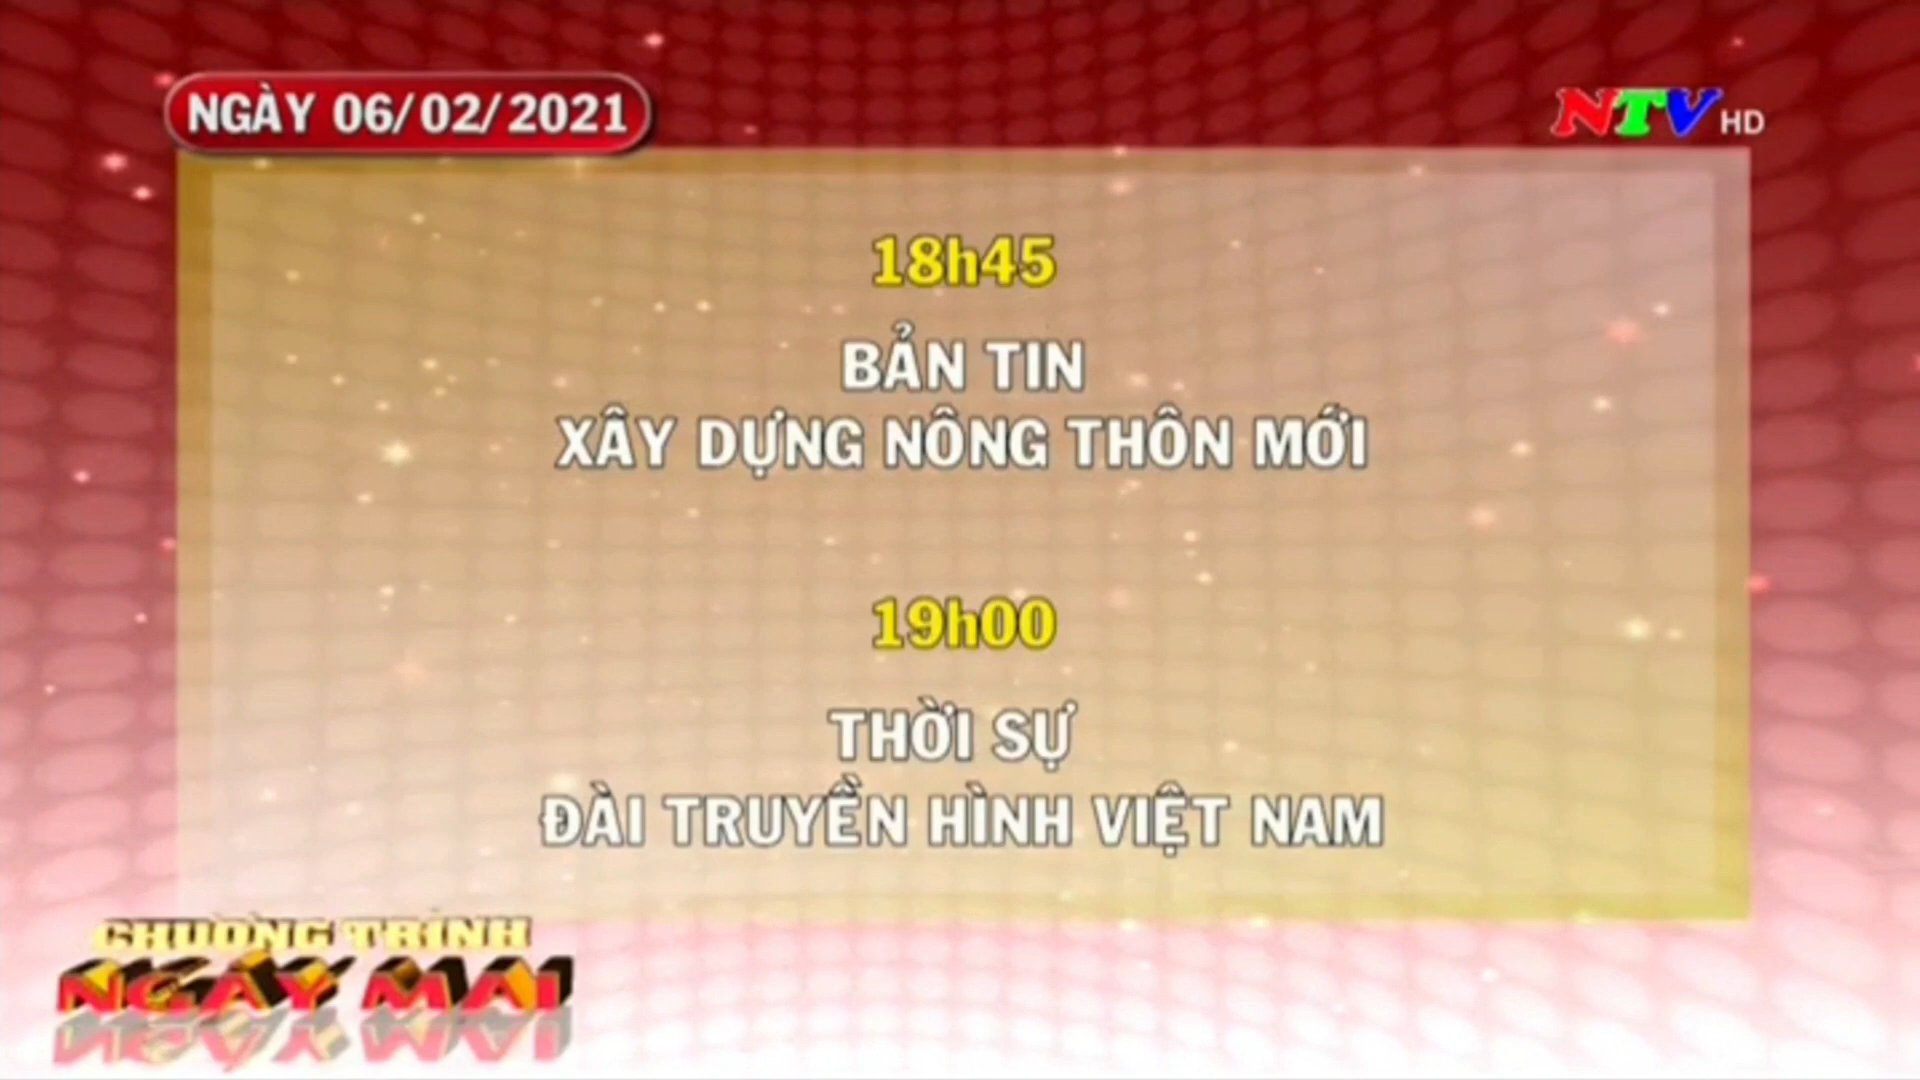 NGÀY 06/02/2021
NTV HD
18h45
BẢN TIN
XÂY DỰNG NÔNG THÔN MỚI
19h00
THỜI SỰ
ĐÀI TRUYỀN HÌNH VIỆT NAM
CHƯƠNG TRÌNH
NGÀY MAI